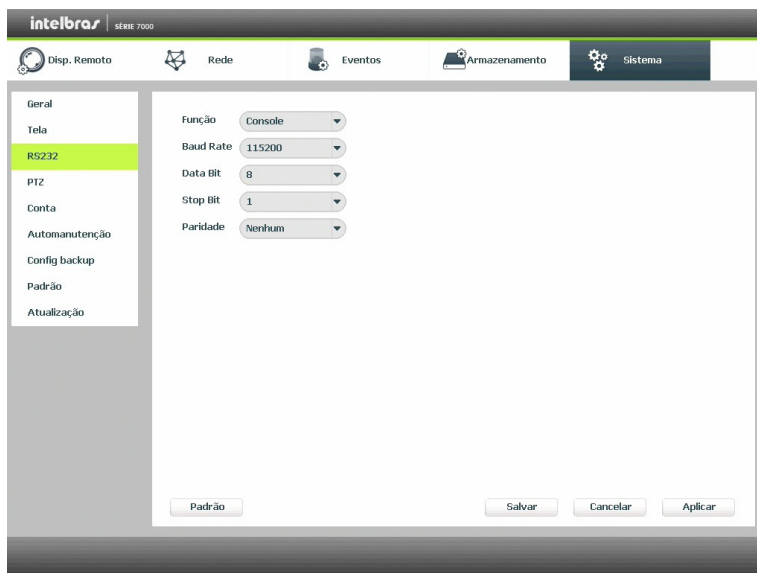 intelbras SÉRIE 7000
Disp. Remoto Rede Eventos Armazenamento Sistema
Geral
Tela
RS232
PTZ
Conta
Automanutenção
Config backup
Padrão
Atualização
Função Console
Baud Rate 115200
Data Bit 8
Stop Bit 1
Paridade Nenhum
Padrão Salvar Cancelar Aplicar